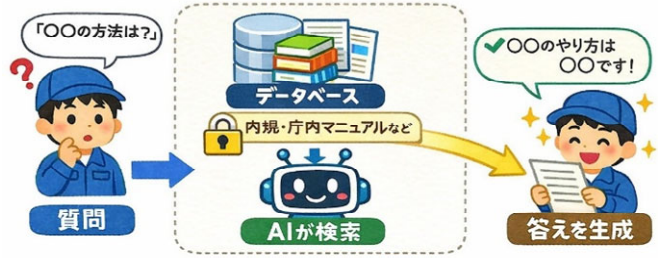 「〇〇の方法は?」
?
質問
データベース
内規・庁内マニュアルなど
AIが検索
✓〇〇のやり方は
〇〇です!
答えを生成